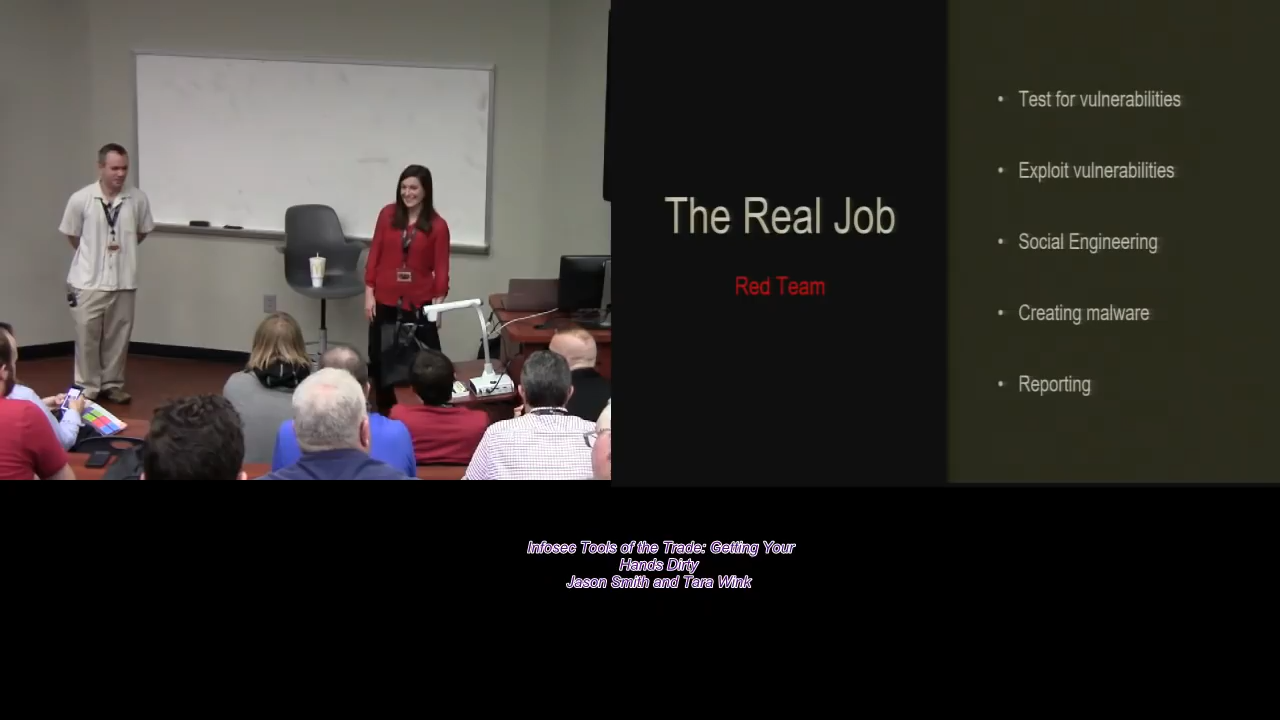 The Real Job
Red Team
• Test for vulnerabilities
• Exploit vulnerabilities
• Social Engineering
• Creating malware
• Reporting
Infosec Tools of the Trade: Getting Your
Hands Dirty
Jason Smith and Tara Wink